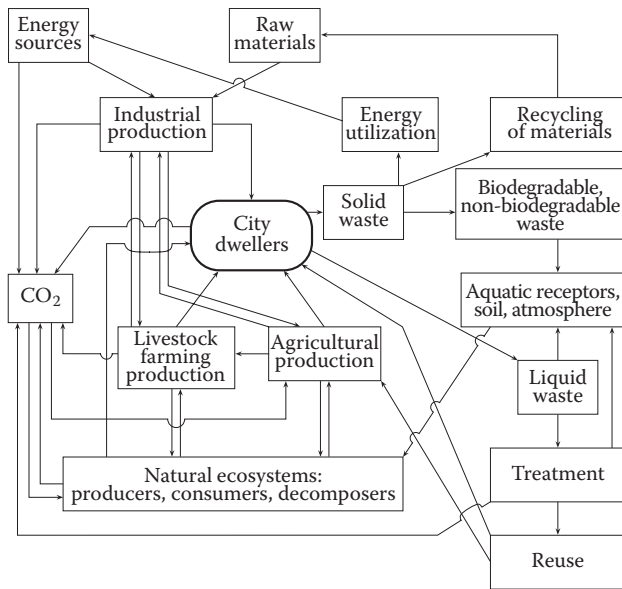 Energy
sources
Raw
materials
Industrial
production
Energy
utilization
Recycling
of materials
City
dwellers
Solid
waste
Biodegradable,
non-biodegradable
waste
CO₂
Aquatic receptors,
soil, atmosphere
Livestock
farming
production
Agricultural
production
Liquid
waste
Natural ecosystems:
producers, consumers, decomposers
Treatment
Reuse